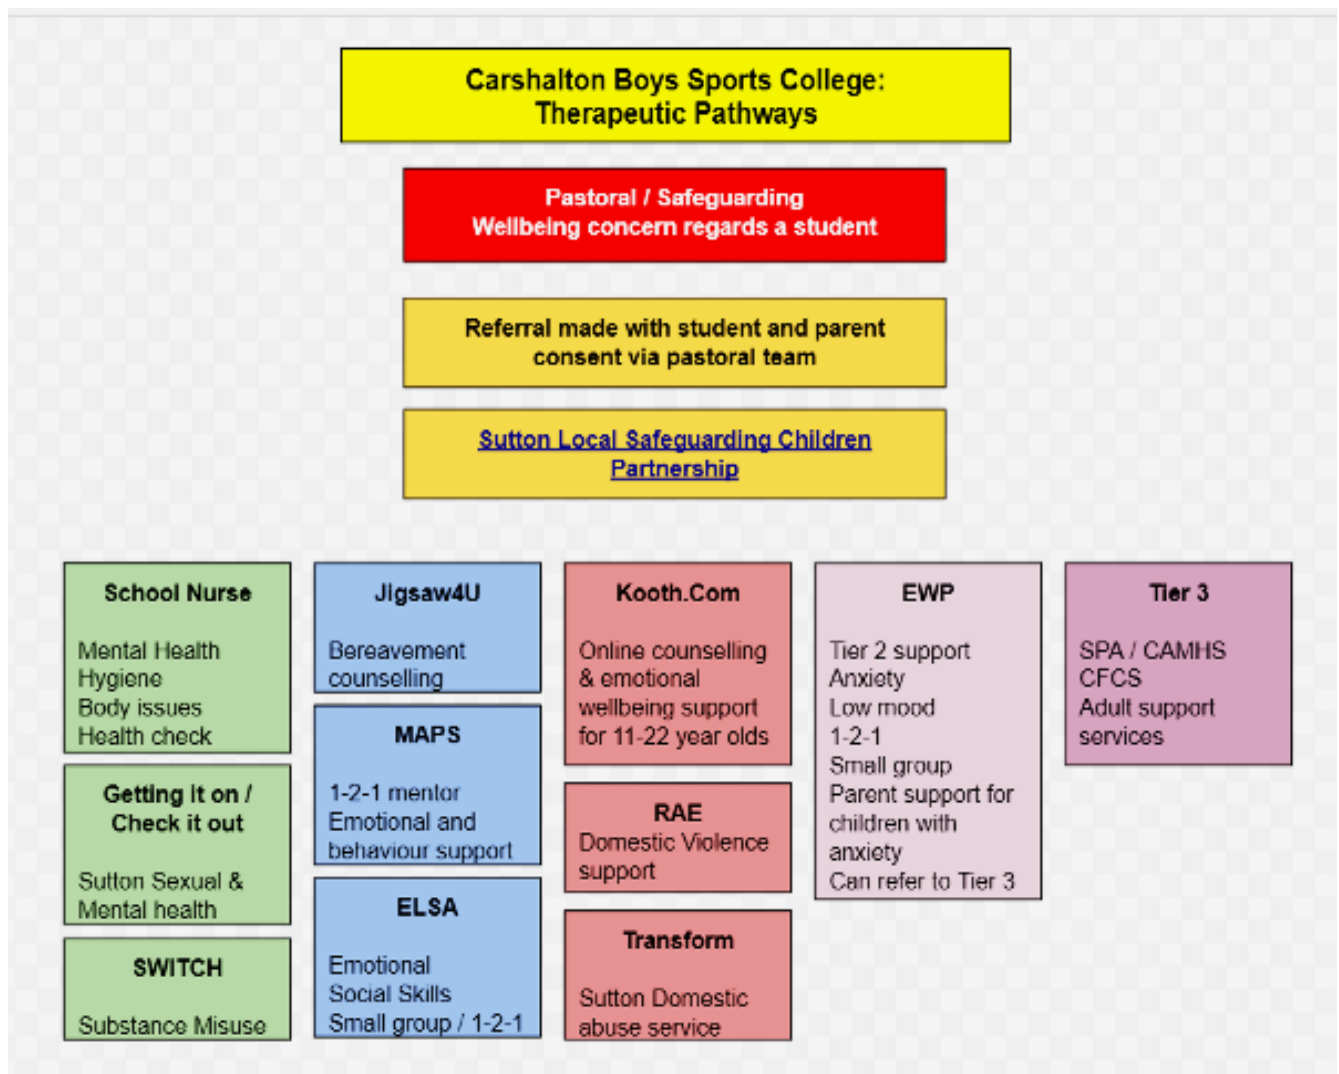 Carshalton Boys Sports College:
Therapeutic Pathways
Pastoral / Safeguarding
Wellbeing concern regards a student
Referral made with student and parent
consent via pastoral team
Sutton Local Safeguarding Children
Partnership
School Nurse
Mental Health
Hygiene
Body issues
Health check
Getting it on /
Check it out
Sutton Sexual &
Mental health
SWITCH
Substance Misuse
Jigsaw4U
Bereavement
counselling
MAPS
1-2-1 mentor
Emotional and
behaviour support
ELSA
Emotional
Social Skills
Small group / 1-2-1
Kooth.Com
Online counselling
& emotional
wellbeing support
for 11-22 year olds
RAE
Domestic Violence
support
Transform
Sutton Domestic
abuse service
EWP
Tier 2 support
Anxiety
Low mood
1-2-1
Small group
Parent support for
children with
anxiety
Can refer to Tier 3
Tier 3
SPA / CAMHS
CFCS
Adult support
services